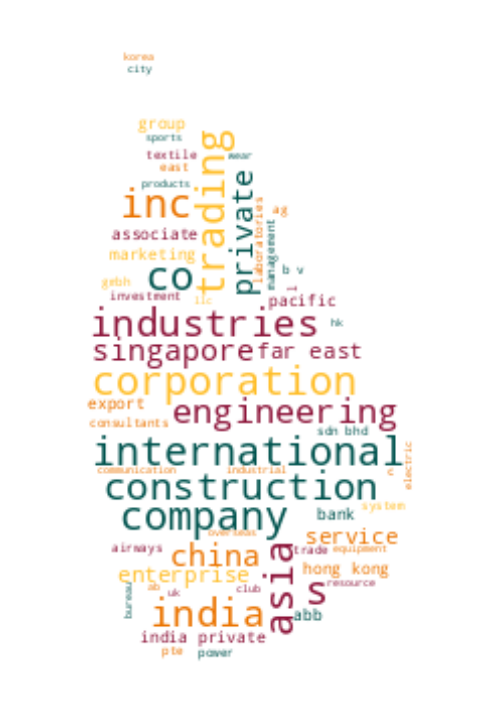 korea
city
group
sports
trading
textile
wear
east
private
products
laboratories
inc
ag
associate
management
marketing
co
b v
gebh
l
investment
llc
pacific
industries
hk
singapore
far east
corporation
export
engineering
consultants
sdn bhd
international
electric
communication
industrial
c
construction
company
system
bank
overseas
service
airways
china
asia
trade
equipment
enterprise
hong kong
bureau
ab
uk
club
s
resource
india
abb
india private
pte
power